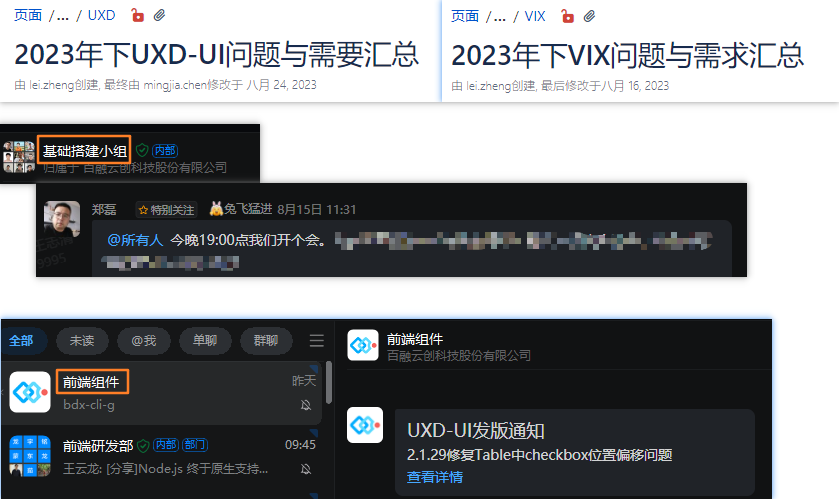 页面 /... / UXD
2023年下UXD-UI问题与需要汇总
由 lei.zheng创建, 最终由 mingjia.chen修改于 八月 24, 2023
页面 /... / VIX
2023年下VIX问题与需求汇总
由 lei.zheng创建, 最后修改于八月 16, 2023
基础搭建小组 内部
归属于 百融云创科技股份有限公司
郑磊 特别关注 兔飞猛进 8月15日 11:31
@所有人 今晚19:00点我们开个会。
9995
全部 未读 @我 单聊 群聊
前端组件 昨天
bdx-cli-g
前端研发部 内部 部门 09:45
王云龙: [分享]Node.js 终于原生支持...
前端组件
百融云创科技股份有限公司
UXD-UI发版通知
2.1.29修复Table中checkbox位置偏移问题
查看详情